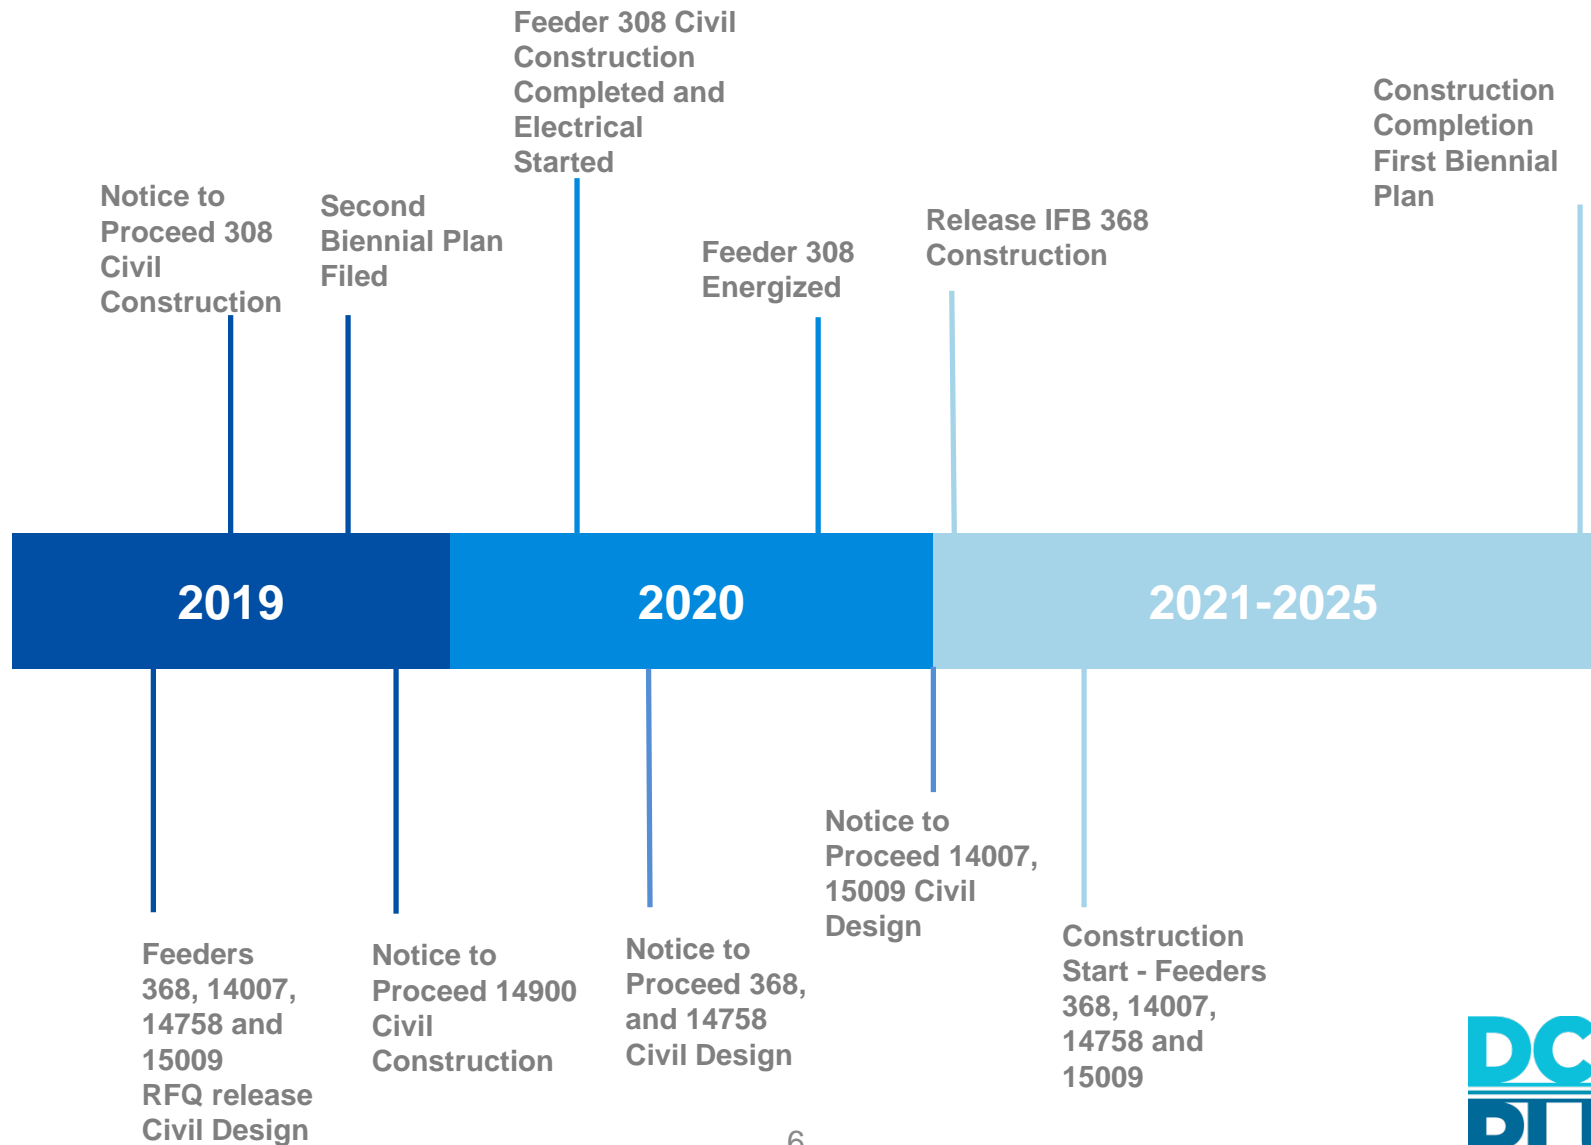 Feeder 308 Civil
Construction
Completed and
Electrical
Started
Construction
Completion
First Biennial
Plan
Notice to
Proceed 308
Civil
Construction
Second
Biennial Plan
Filed
Feeder 308
Energized
Release IFB 368
Construction
2019
2020
2021-2025
Feeders
368, 14007,
14758 and
15009
RFQ release
Civil Design
Notice to
Proceed 14900
Civil
Construction
Notice to
Proceed 368,
and 14758
Civil Design
Notice to
Proceed 14007,
15009 Civil
Design
Construction
Start - Feeders
368, 14007,
14758 and
15009
6
DC